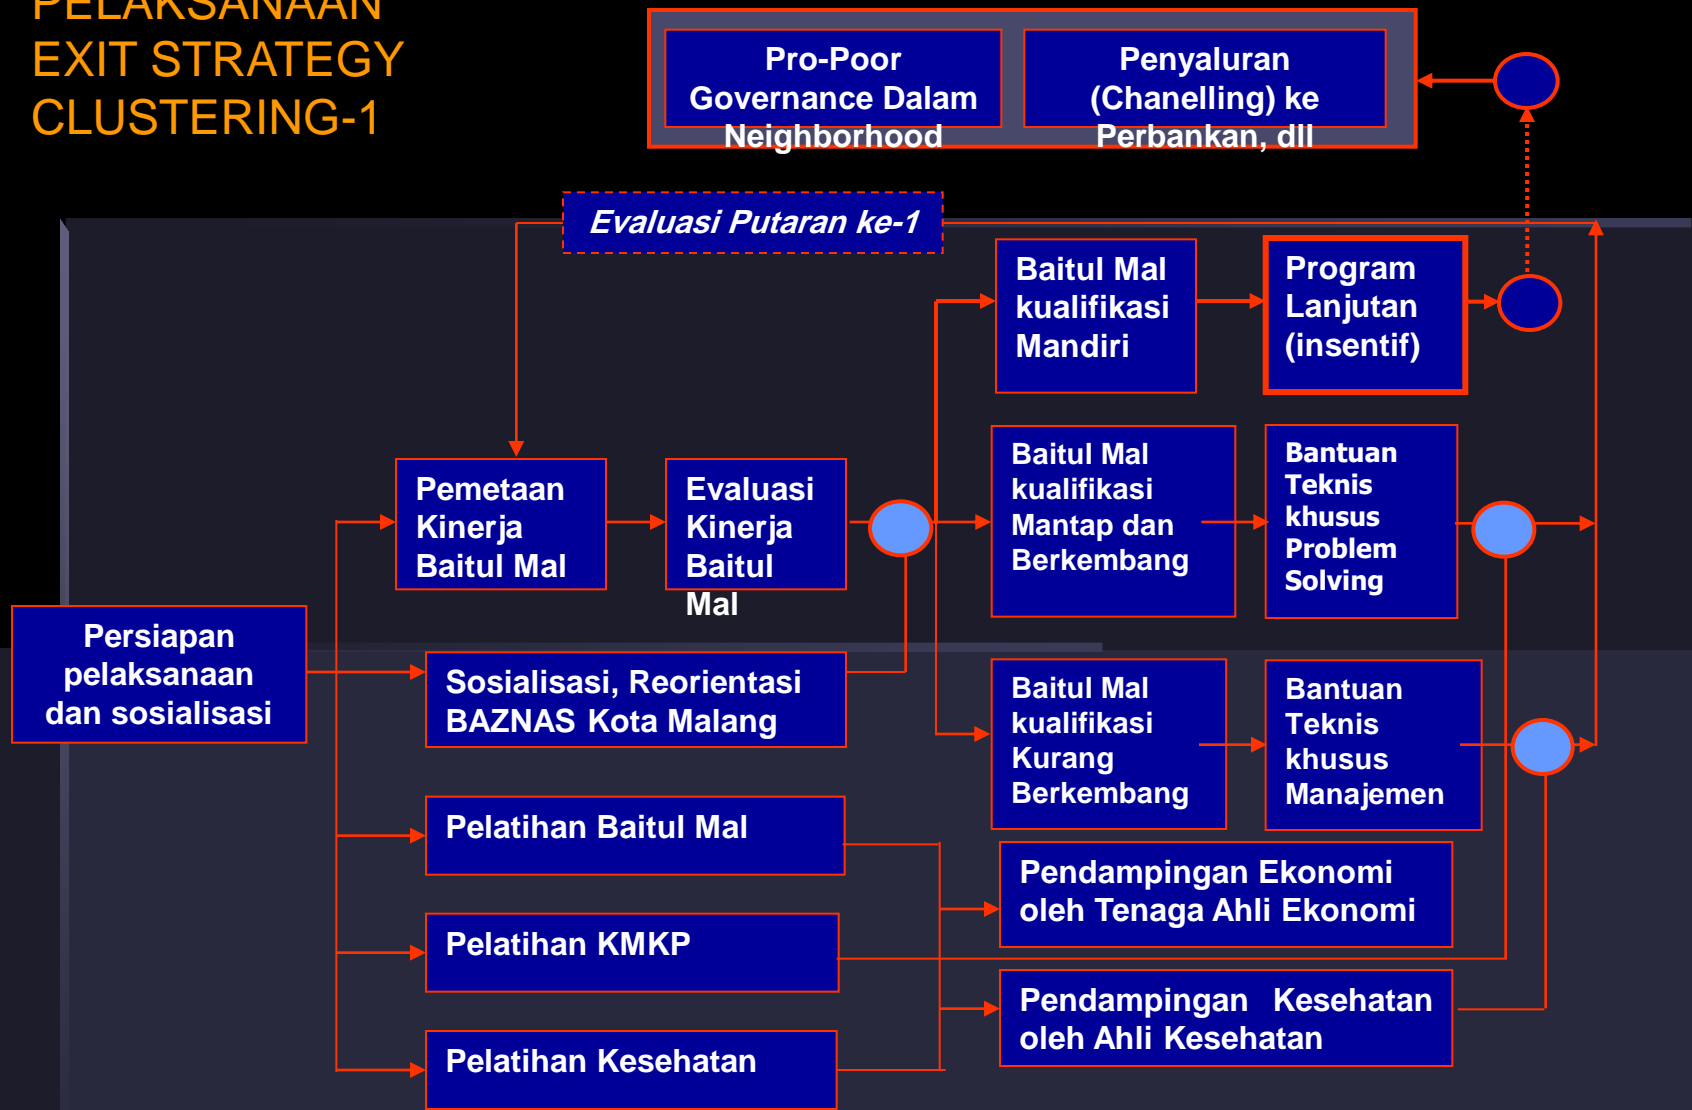 PELAKSANAAN
EXIT STRATEGY
CLUSTERING-1
Pro-Poor
Governance Dalam
Neighborhood
Penyaluran
(Chanelling) ke
Perbankan, dll
Evaluasi Putaran ke-1
Baitul Mal
kualifikasi
Mandiri
Program
Lanjutan
(insentif)
Pemetaan
Kinerja
Baitul Mal
Evaluasi
Kinerja
Baitul
Mal
Baitul Mal
kualifikasi
Mantap dan
Berkembang
Bantuan
Teknis
khusus
Problem
Solving
Persiapan
pelaksanaan
dan sosialisasi
Sosialisasi, Reorientasi
BAZNAS Kota Malang
Baitul Mal
kualifikasi
Kurang
Berkembang
Bantuan
Teknis
khusus
Manajemen
Pelatihan Baitul Mal
Pendampingan Ekonomi
oleh Tenaga Ahli Ekonomi
Pelatihan KMKP
Pendampingan Kesehatan
oleh Ahli Kesehatan
Pelatihan Kesehatan